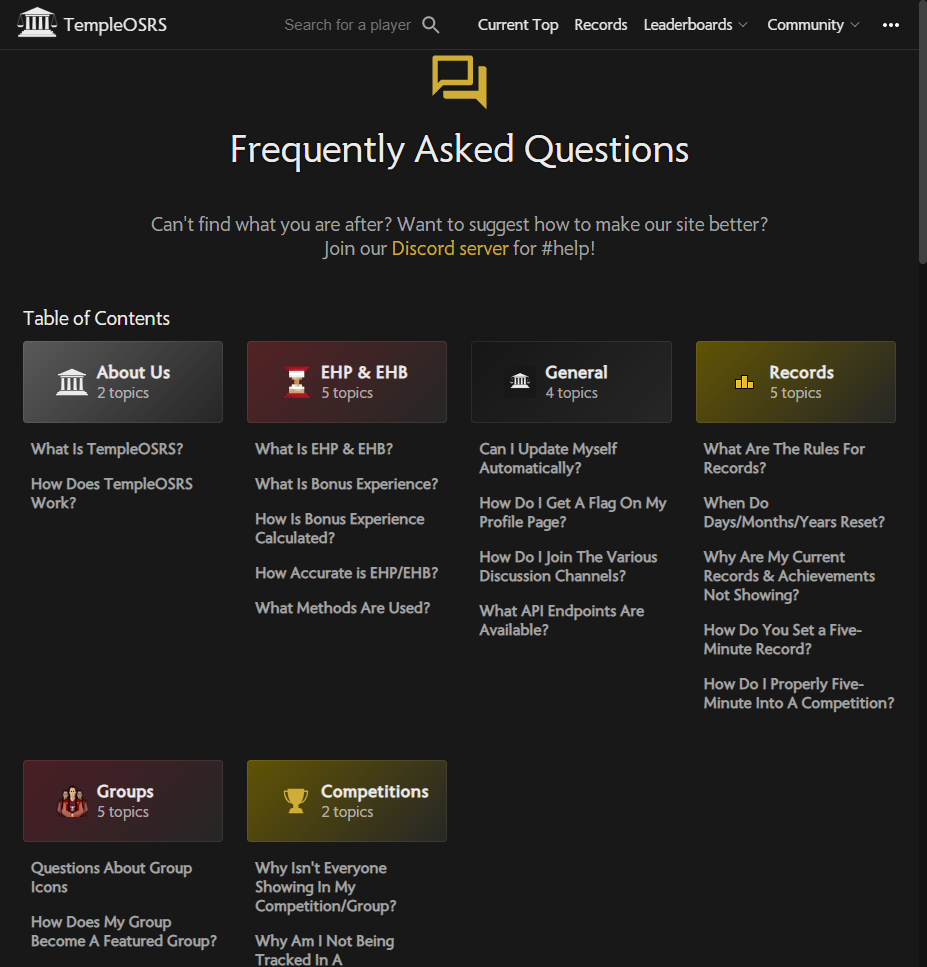 TempleOSRS
Search for a player
Current Top
Records
Leaderboards
Community
Frequently Asked Questions
Can't find what you are after? Want to suggest how to make our site better?
Join our Discord server for #help!
Table of Contents
About Us
2 topics
What Is TempleOSRS?
How Does TempleOSRS
Work?
EHP & EHB
5 topics
What Is EHP & EHB?
What Is Bonus Experience?
How Is Bonus Experience
Calculated?
How Accurate is EHP/EHB?
What Methods Are Used?
General
4 topics
Can I Update Myself
Automatically?
How Do I Get A Flag On My
Profile Page?
How Do I Join The Various
Discussion Channels?
What API Endpoints Are
Available?
Records
5 topics
What Are The Rules For
Records?
When Do
Days/Months/Years Reset?
Why Are My Current
Records & Achievements
Not Showing?
How Do You Set a Five-
Minute Record?
How Do I Properly Five-
Minute Into A Competition?
Groups
5 topics
Questions About Group
Icons
How Does My Group
Become A Featured Group?
Competitions
2 topics
Why Isn't Everyone
Showing In My
Competition/Group?
Why Am I Not Being
Tracked In A